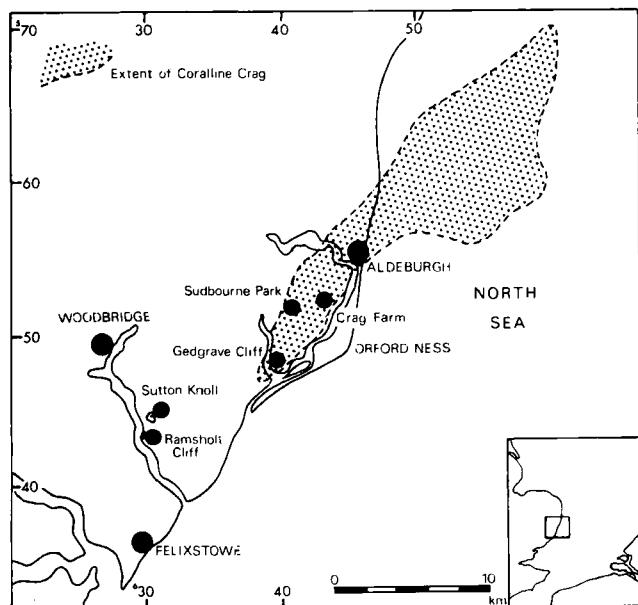 70
30
40
50
Extent of Coralline Crag
60
ALDEBURGH
Sudbourne Park
NORTH
SEA
WOODBRIDGE
50
Crag Farm
Gedgrave Cliff
ORFORD NESS
Sutton Knoll
Ramsholt
Cliff
40
FELIXSTOWE
30
40
0
10
km